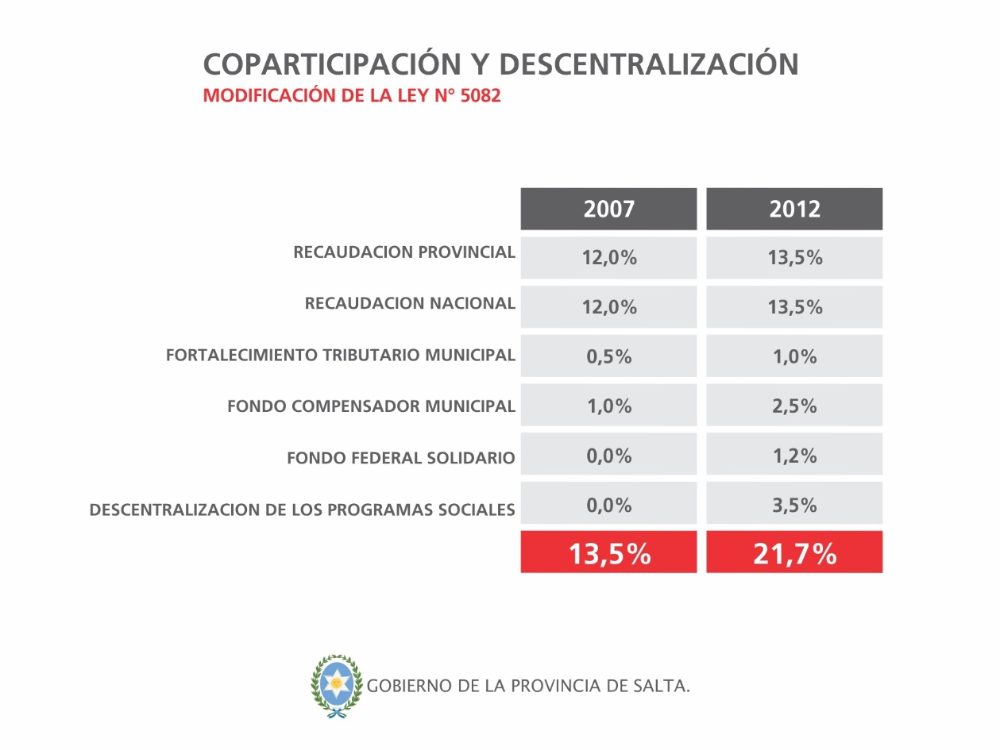 COPARTICIPACIÓN Y DESCENTRALIZACIÓN
MODIFICACIÓN DE LA LEY N° 5082
2007 2012
RECAUDACION PROVINCIAL 12,0% 13,5%
RECAUDACION NACIONAL 12,0% 13,5%
FORTALECIMIENTO TRIBUTARIO MUNICIPAL 0,5% 1,0%
FONDO COMPENSADOR MUNICIPAL 1,0% 2,5%
FONDO FEDERAL SOLIDARIO 0,0% 1,2%
DESCENTRALIZACION DE LOS PROGRAMAS SOCIALES 0,0% 3,5%
13,5% 21,7%
GOBIERNO DE LA PROVINCIA DE SALTA.